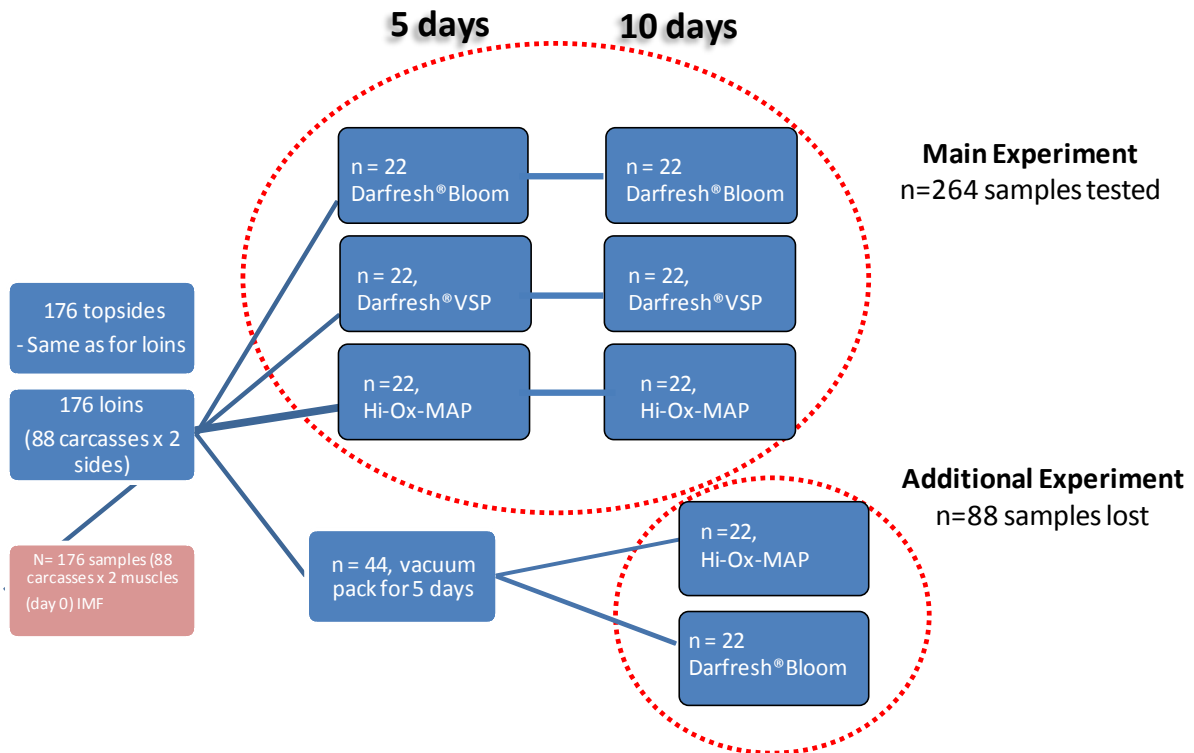 5 days
10 days
n = 22
Darfresh®Bloom
n = 22
Darfresh®Bloom
Main Experiment
n=264 samples tested
n = 22,
Darfresh®VSP
n = 22,
Darfresh®VSP
176 topsides
- Same as for loins
n =22,
Hi-Ox-MAP
n =22,
Hi-Ox-MAP
176 loins
(88 carcasses x 2
sides)
Additional Experiment
n=88 samples lost
N= 176 samples (88
carcasses x 2 muscles
(day 0) IMF
n = 44, vacuum
pack for 5 days
n =22,
Hi-Ox-MAP
n = 22
Darfresh®Bloom